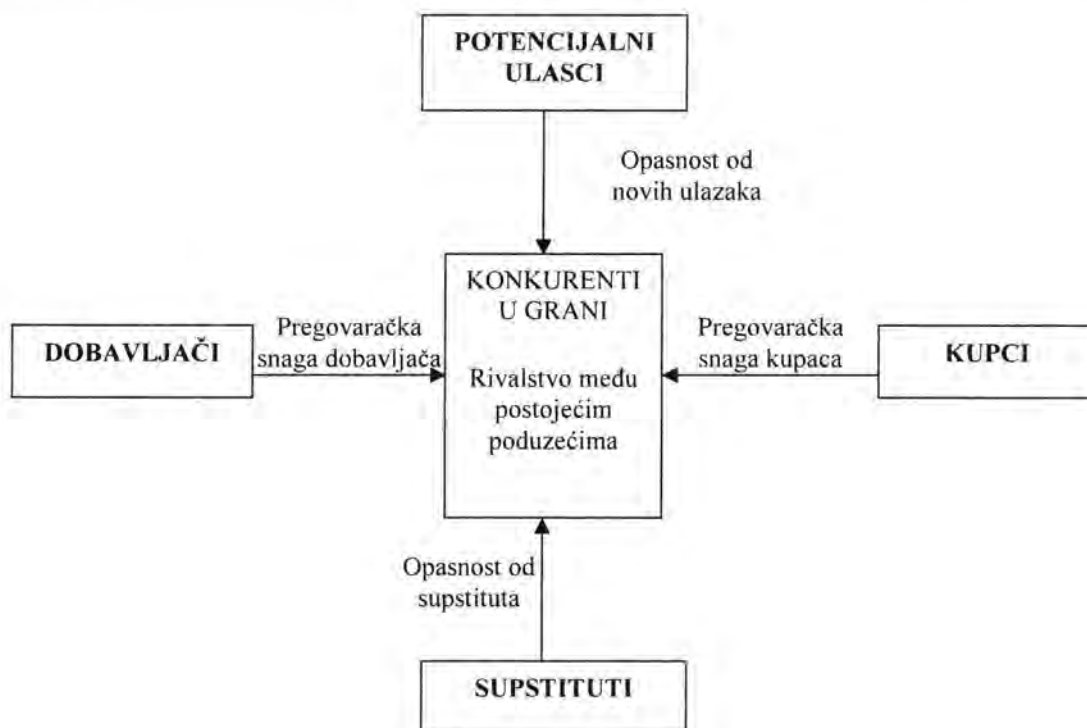 POTENCIJALNI
ULASCI
Opasnost od
novih ulazaka
KONKURENTI
U GRANI
Rivalstvo među
postojećim
poduzećima
DOBAVLJAČI
Pregovaračka
snaga dobavljača
Pregovaračka
snaga kupaca
KUPCI
Opasnost od
supstituta
SUPSTITUTI